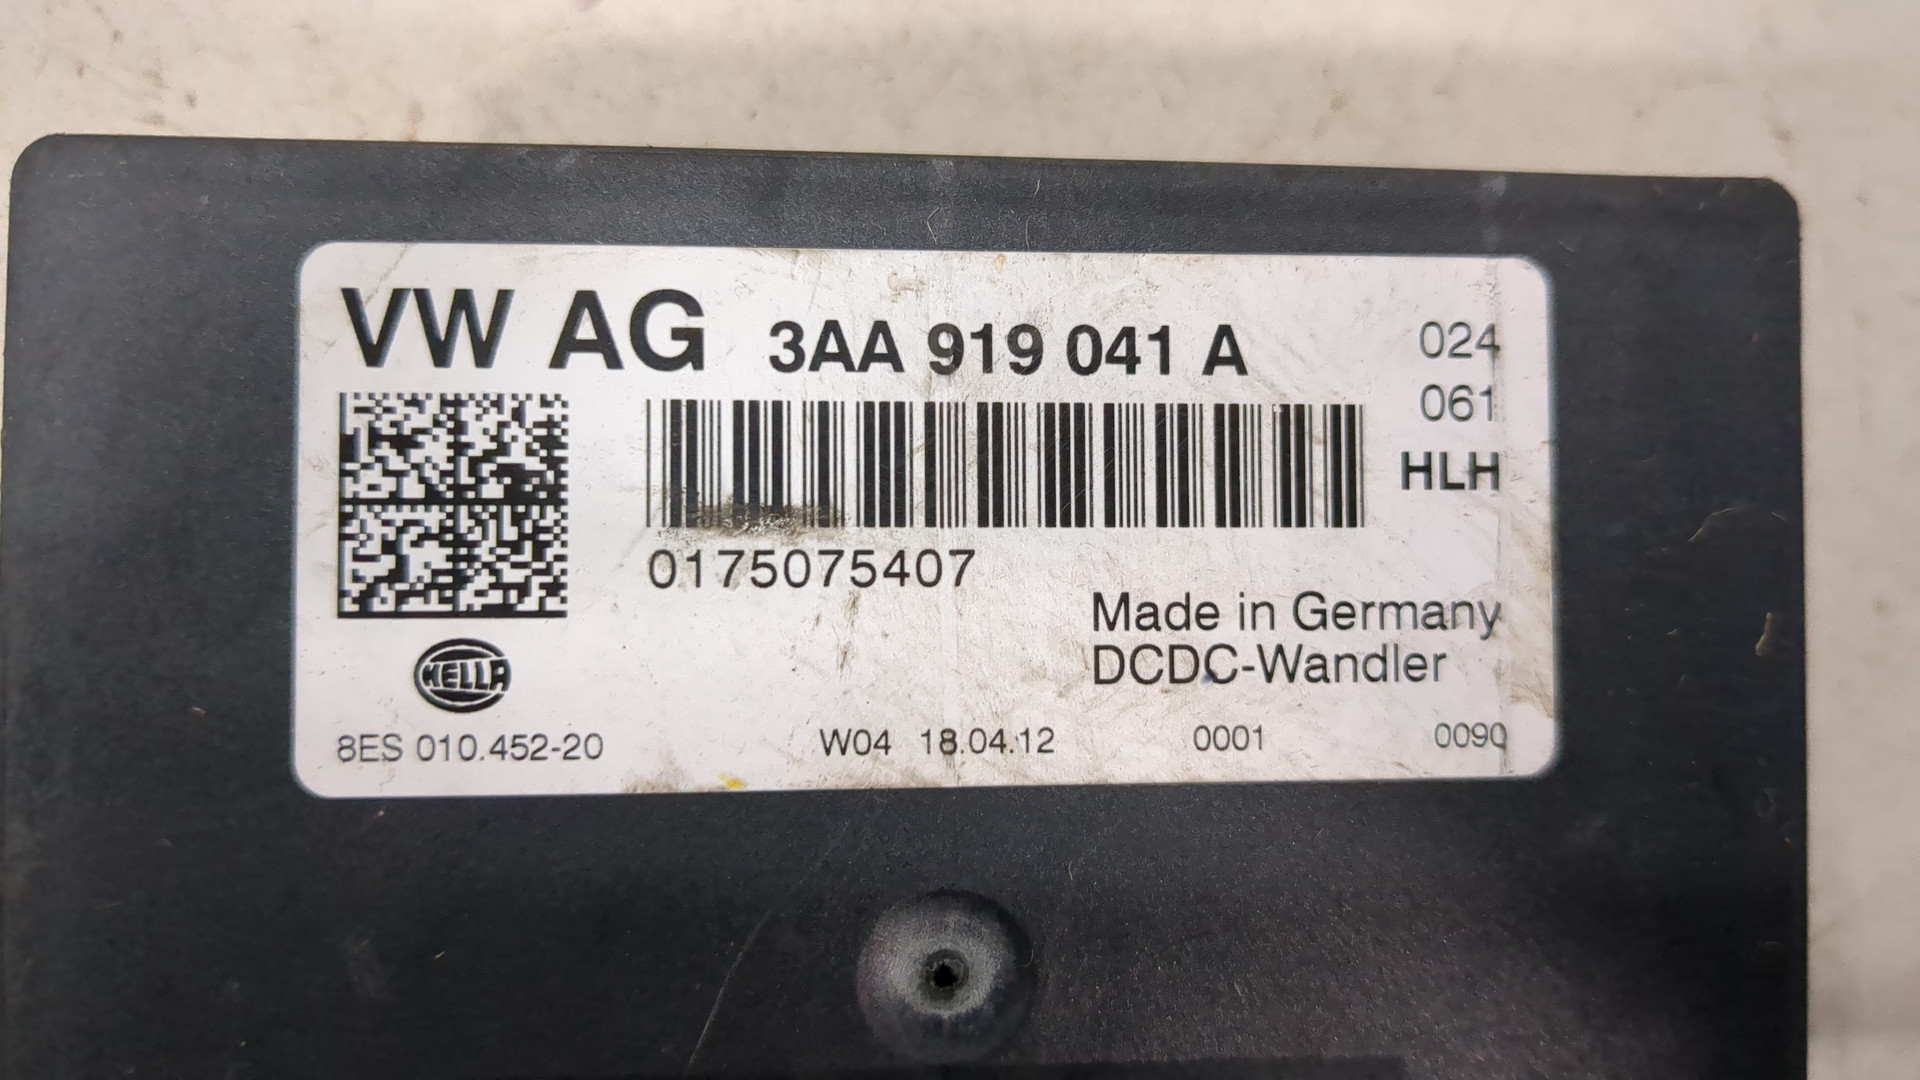 VW AG 3AA 919 041 A 024
061
HLH
0175075407
Made in Germany
DCDC-Wandler
HELLA
8ES 010.452-20 W04 18.04.12 0001 0090